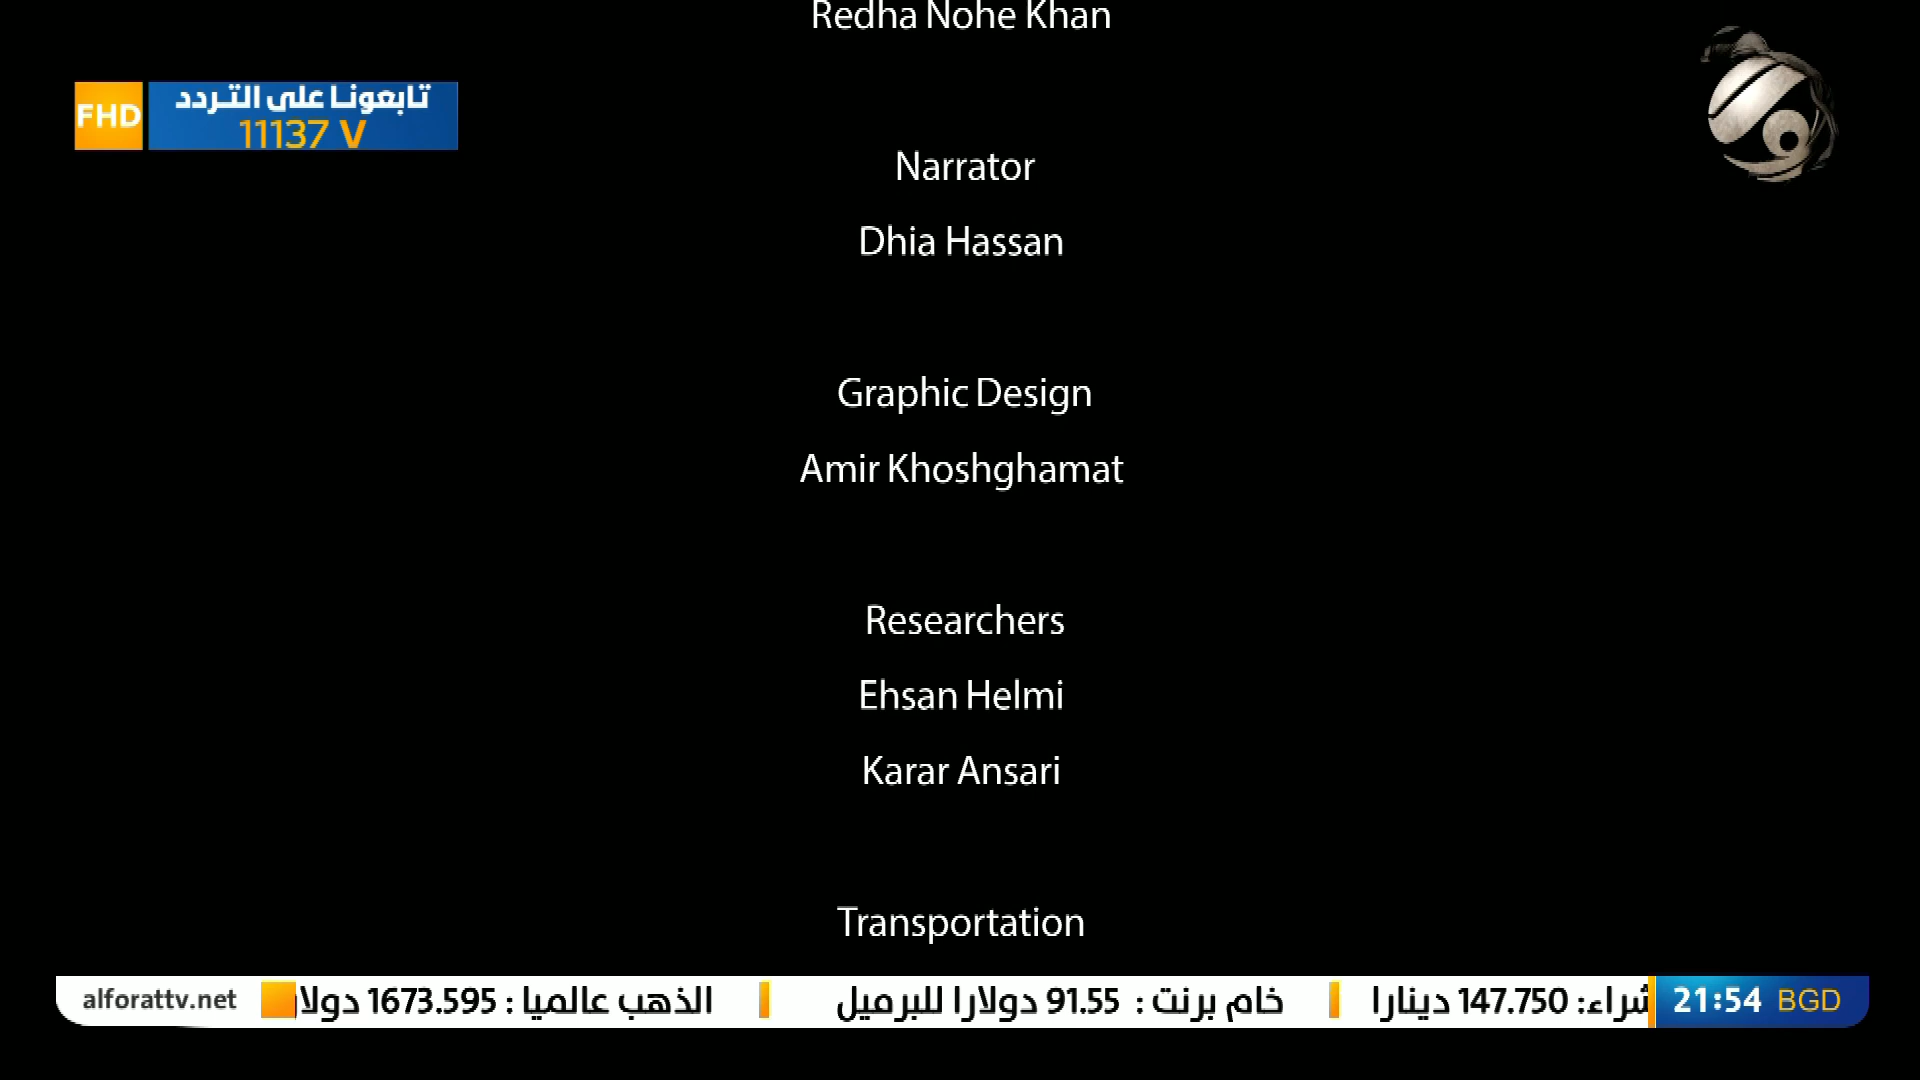 Redha Nohe Khan
FHD
تابعونا على التردد
11137 V
Narrator
Dhia Hassan
Graphic Design
Amir Khoshghamat
Researchers
Ehsan Helmi
Karar Ansari
Transportation
شراء: 147.750 دينارا
خام برنت : 91.55 دولارا للبرميل
الذهب عالميا : 1673.595 دولا
alforattv.net
21:54 BGD